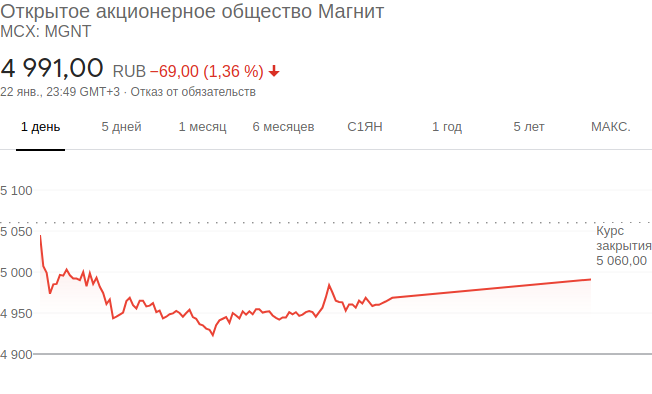 Открытое акционерное общество Магнит
MCX: MGNT
4 991,00 RUB −69,00 (1,36 %) ↓
22 янв., 23:49 GMT+3 · Отказ от обязательств
1 день 5 дней 1 месяц 6 месяцев С1ЯН 1 год 5 лет МАКС.
5 100
5 050
5 000
4 950
4 900
Курс
закрытия
5 060,00